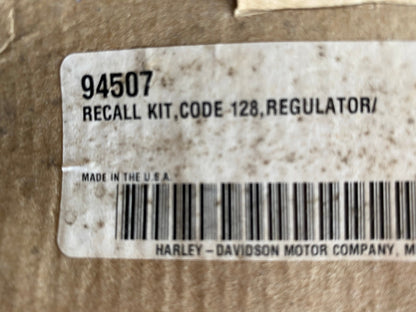 94507
RECALL KIT,CODE 128,REGULATOR/
MADE IN THE U.S.A.
HARLEY-DAVIDSON MOTOR COMPANY, M